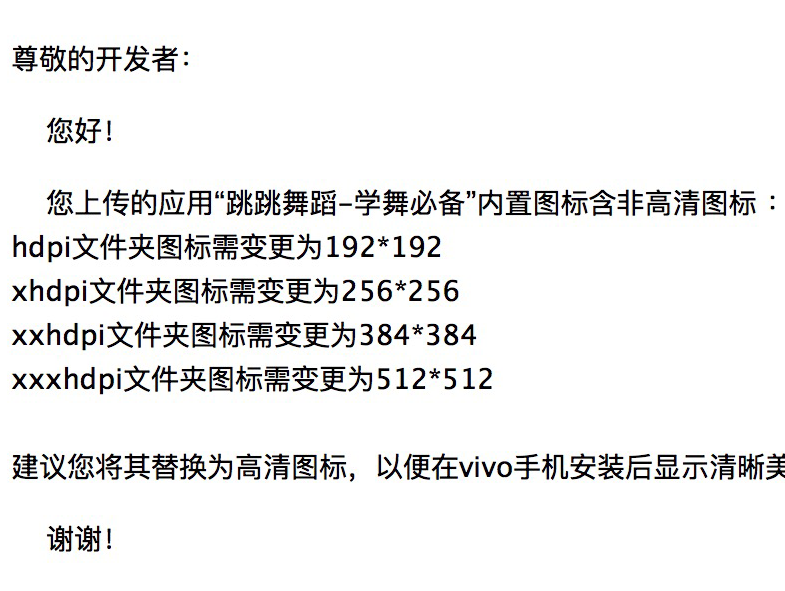 尊敬的开发者：
您好！
您上传的应用“跳跳舞蹈-学舞必备”内置图标含非高清图标：
hdpi文件夹图标需变更为192*192
xhdpi文件夹图标需变更为256*256
xxhdpi文件夹图标需变更为384*384
xxxhdpi文件夹图标需变更为512*512
建议您将其替换为高清图标，以便在vivo手机安装后显示清晰美
谢谢！